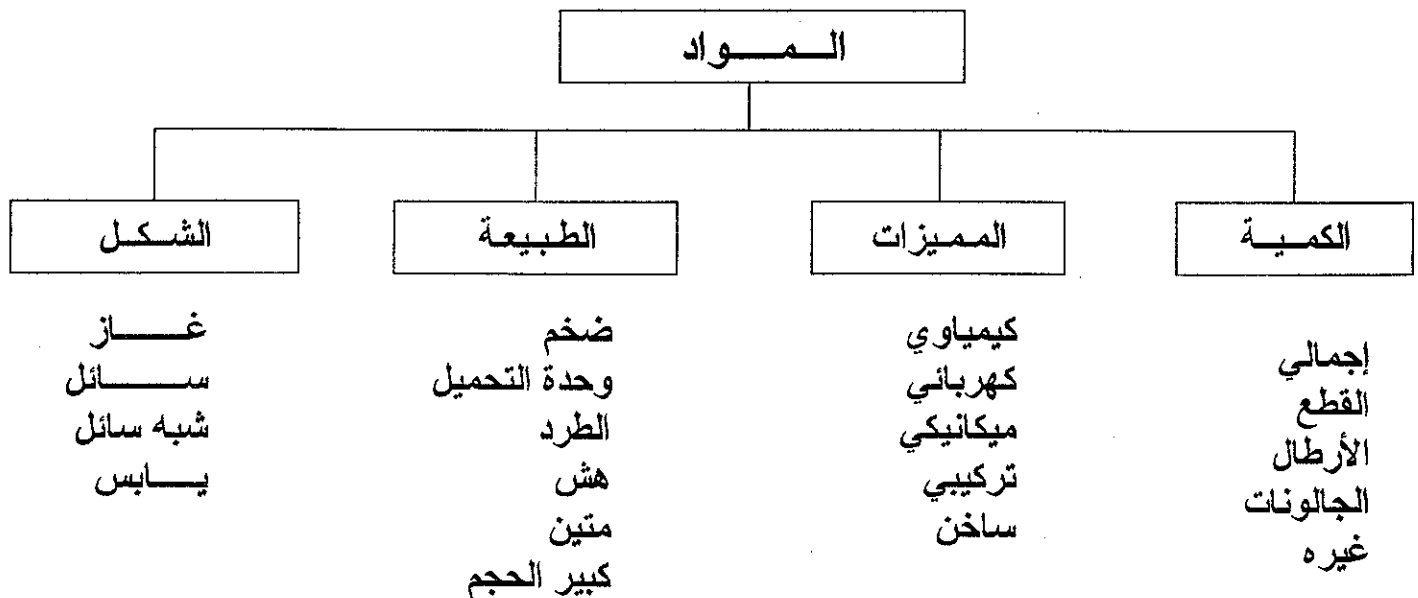 المواد
الكمية
إجمالي
القطع
الأرطال
الجالونات
غيره
المميزات
كيمياوي
كهربائي
ميكانيكي
تركيبي
ساخن
الطبيعة
ضخم
وحدة التحميل
الطرد
هش
متين
كبير الحجم
الشكل
غاز
سائل
شبه سائل
يابس